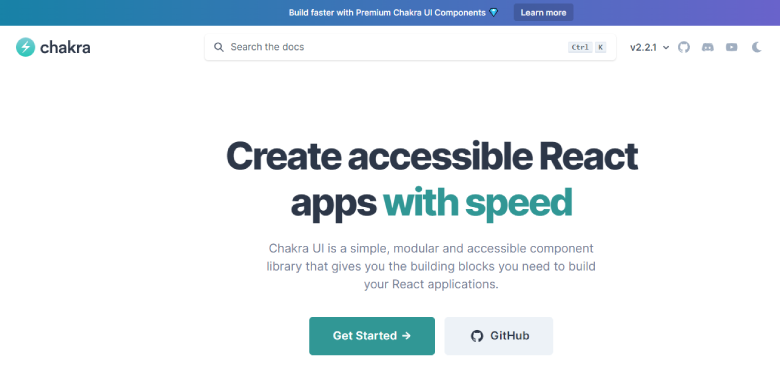 Build faster with Premium Chakra UI Components 💎 Learn more
chakra
Search the docs Ctrl K v2.2.1
Create accessible React
apps with speed
Chakra UI is a simple, modular and accessible component
library that gives you the building blocks you need to build
your React applications.
Get Started → GitHub